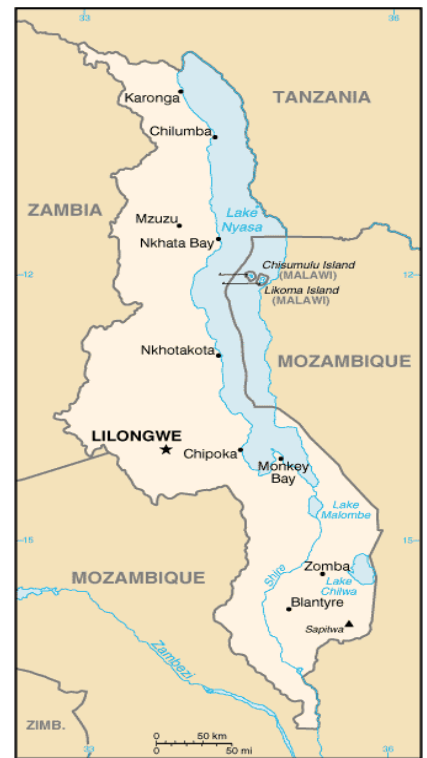 33
36
Karonga
TANZANIA
Chilumba
ZAMBIA
Lake
Nyasa
Mzuzu
Nkhata Bay
Chisumulu Island
(MALAWI)
12
12
Likoma Island
(MALAWI)
Nkhotakota
MOZAMBIQUE
LILONGWE
Chipoka
Monkey
Bay
Lake
Malombe
15
15
Zomba
MOZAMBIQUE
Shire
Lake
Chilwa
Blantyre
Sapitwa
Zambezi
ZIMB.
0 50 km
0 50 mi
33
36